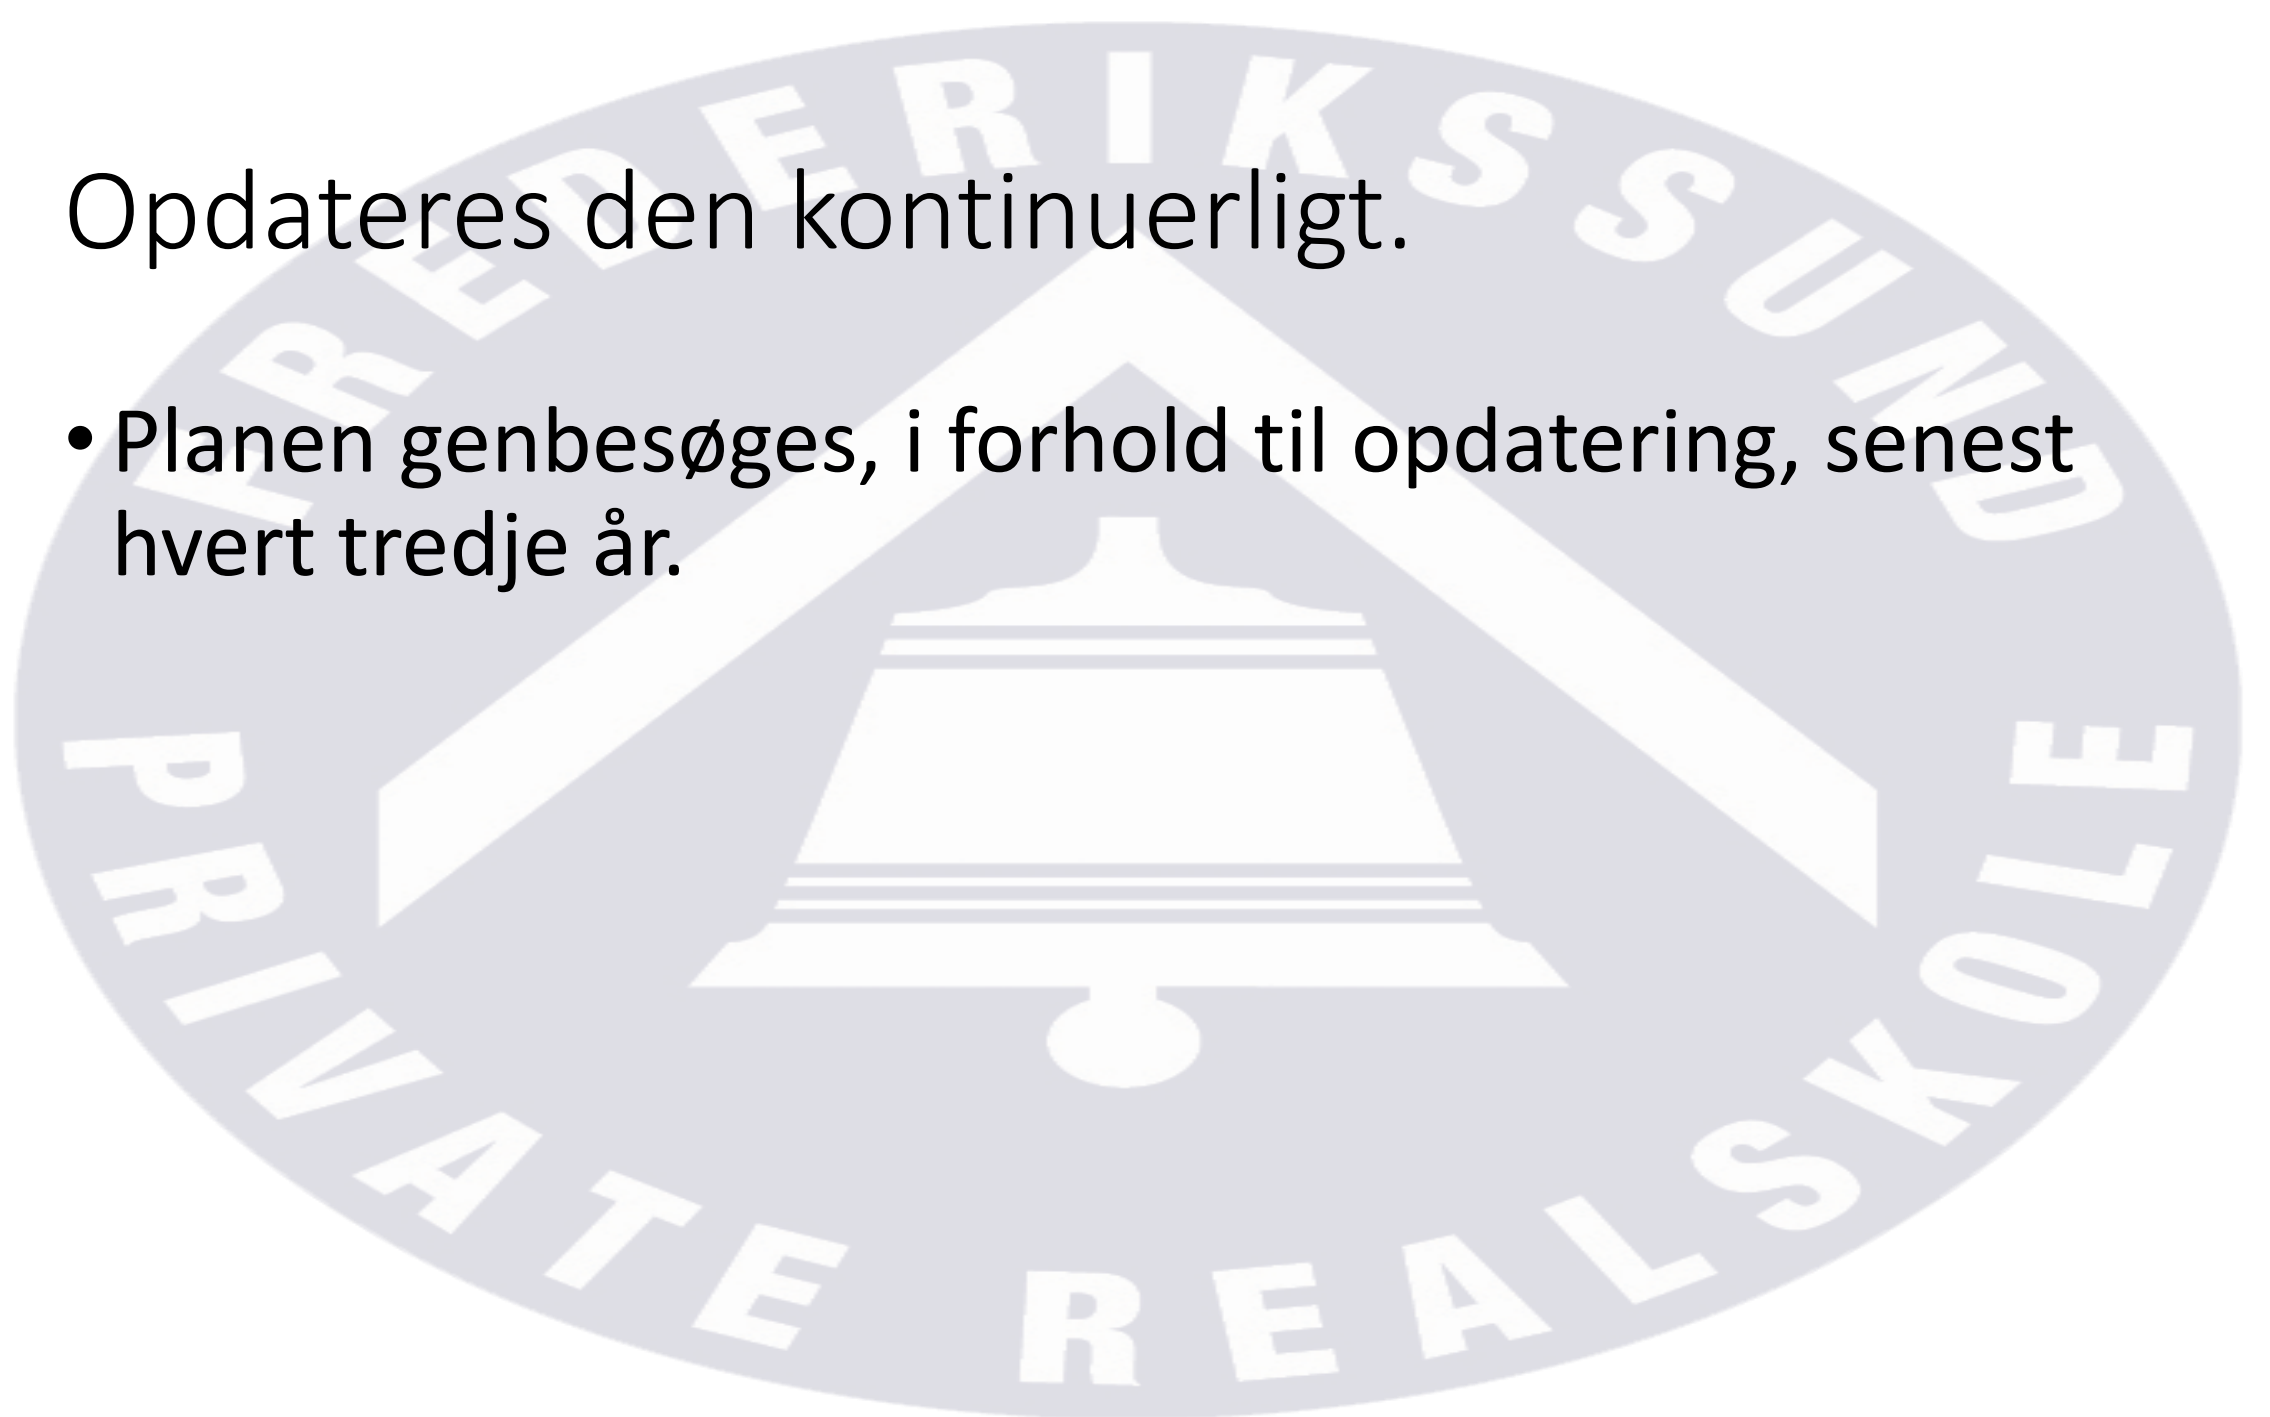 Opdateres den kontinuerligt.
• Planen genbesøges, i forhold til opdatering, senest
hvert tredje år.
FREDERIKSSUND
PRIVATE REALSKOLE